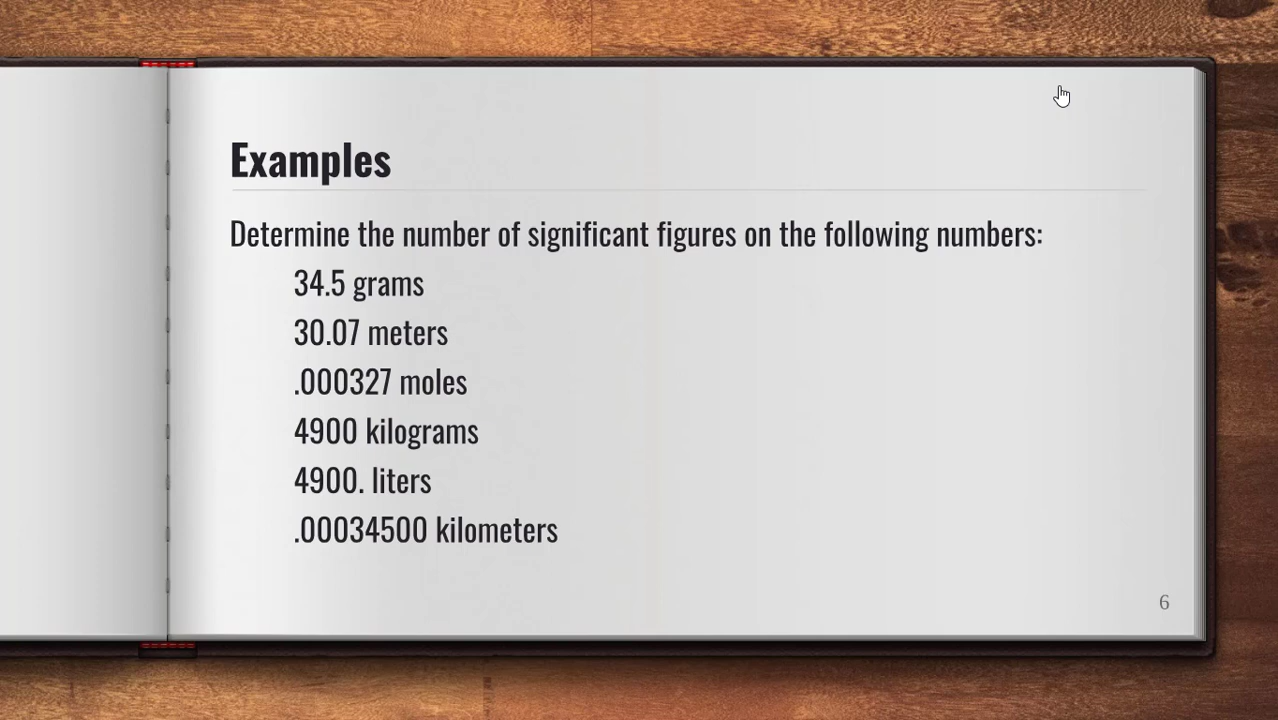 Examples
Determine the number of significant figures on the following numbers:
34.5 grams
30.07 meters
.000327 moles
4900 kilograms
4900. liters
.00034500 kilometers
6